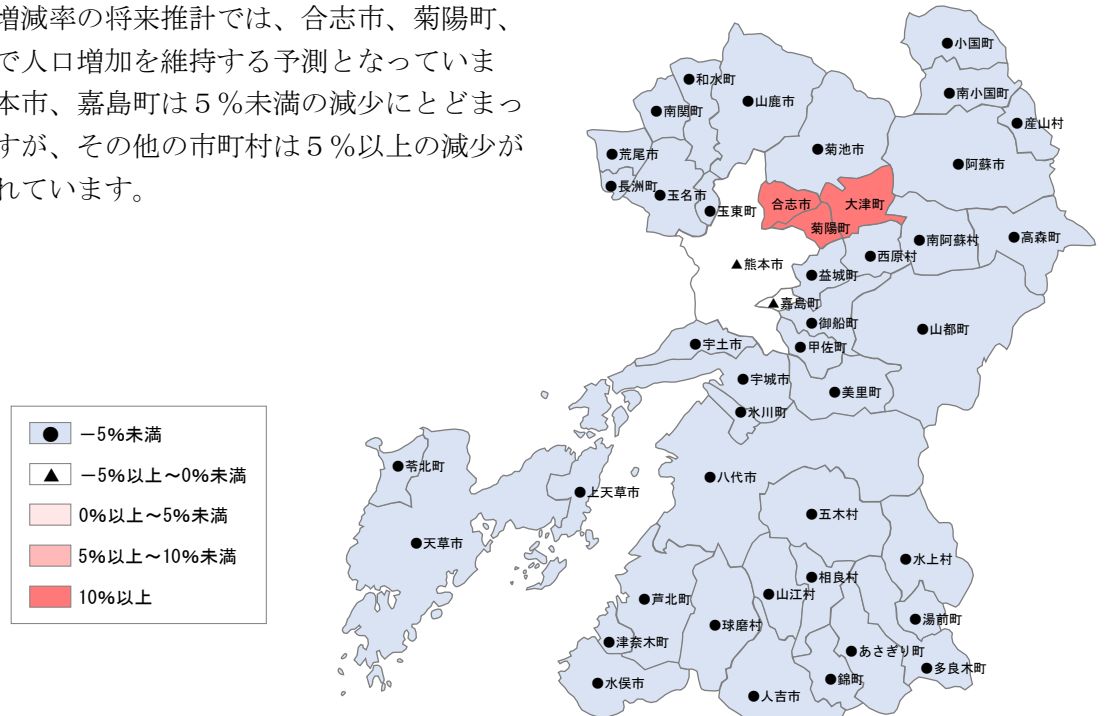 増減率の将来推計では、合志市、菊陽町、
で人口増加を維持する予測となっていま
本市、嘉島町は５％未満の減少にとどまっ
すが、その他の市町村は５％以上の減少が
れています。
小国町
和水町
南小国町
山鹿市
南関町
産山村
菊池市
荒尾市
阿蘇市
長洲町
玉名市
合志市
大津町
玉東町
菊陽町
南阿蘇村
高森町
西原村
熊本市
益城町
嘉島町
御船町
山都町
宇土市
甲佐町
宇城市
美里町
氷川町
－5%未満
－5%以上～0%未満
0%以上～5%未満
5%以上～10%未満
10%以上
苓北町
八代市
上天草市
五木村
天草市
水上村
相良村
山江村
芦北町
湯前町
球磨村
津奈木町
あさぎり町
多良木町
錦町
水俣市
人吉市